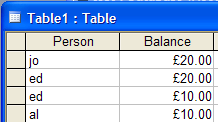 Table1 : Table
Person Balance
jo £20.00
ed £20.00
ed £10.00
al £10.00